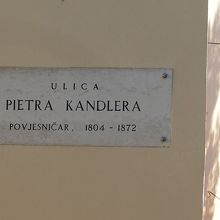 ULICA
PIETRA KANDLERA
POVJESNIČAR, 1804 - 1872